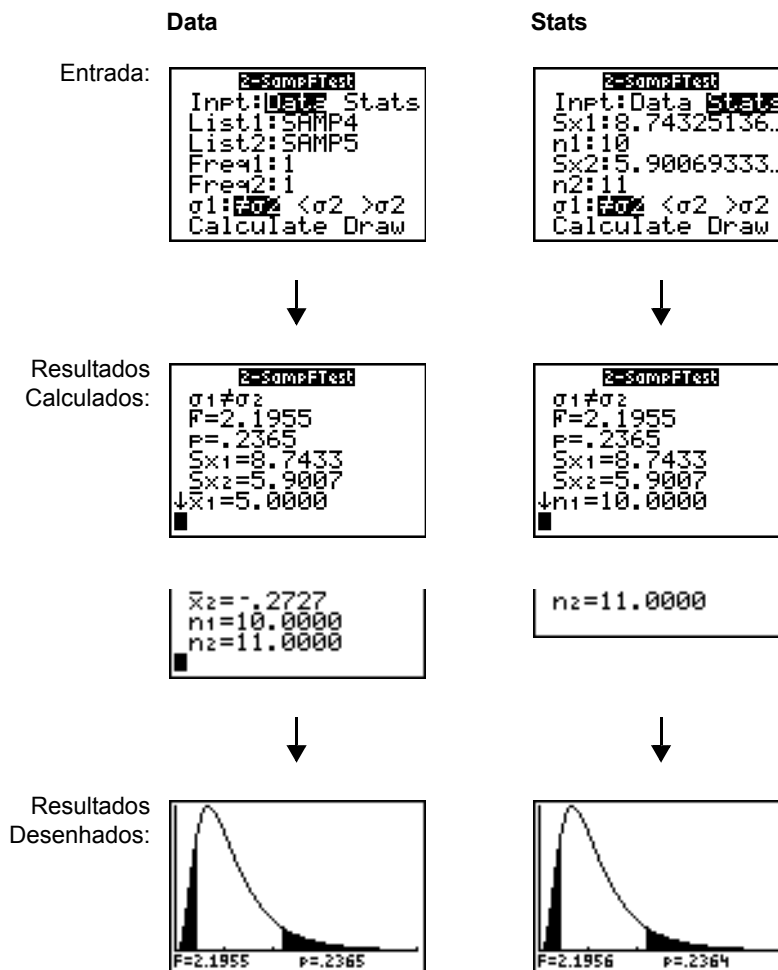 Data
Stats
Entrada:
2-SampFTest
Inpt:Data Stats
List1:SAMP4
List2:SAMP5
Freq1:1
Freq2:1
σ1:≠σ2 <σ2 >σ2
Calculate Draw
2-SampFTest
Inpt:Data Stats
Sx1:8.74325136…
n1:10
Sx2:5.90069333…
n2:11
σ1:≠σ2 <σ2 >σ2
Calculate Draw
Resultados
Calculados:
2-SampFTest
σ1≠σ2
F=2.1955
p=.2365
Sx1=8.7433
Sx2=5.9007
↓x̄1=5.0000
x̄2=-.2727
n1=10.0000
n2=11.0000
2-SampFTest
σ1≠σ2
F=2.1955
p=.2365
Sx1=8.7433
Sx2=5.9007
↓n1=10.0000
n2=11.0000
Resultados
Desenhados:
F=2.1955 p=.2365
F=2.1956 p=.2364